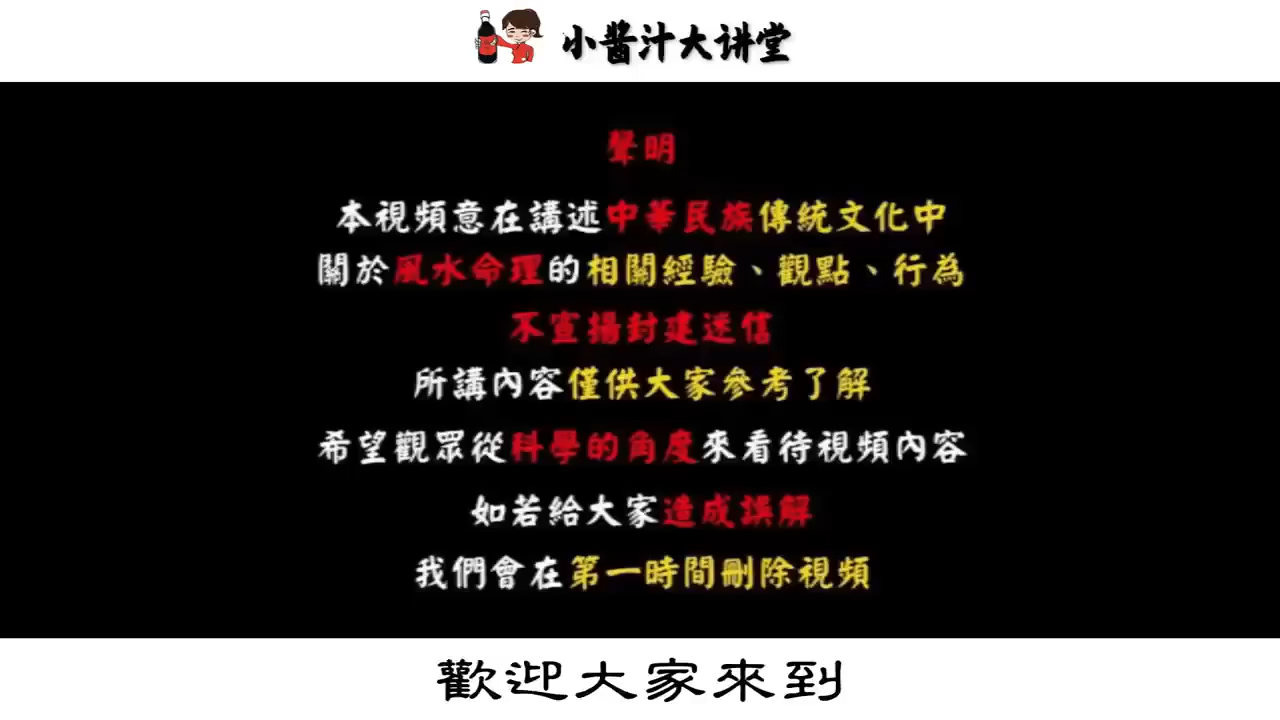 小醬汁大讲堂
聲明
本視頻意在講述中華民族傳統文化中
關於風水命理的相關經驗、觀點、行為
不宣揚封建迷信
所講內容僅供大家參考了解
希望觀眾從科學的角度來看待視頻內容
如若給大家造成誤解
我們會在第一時間刪除視頻
歡迎大家來到